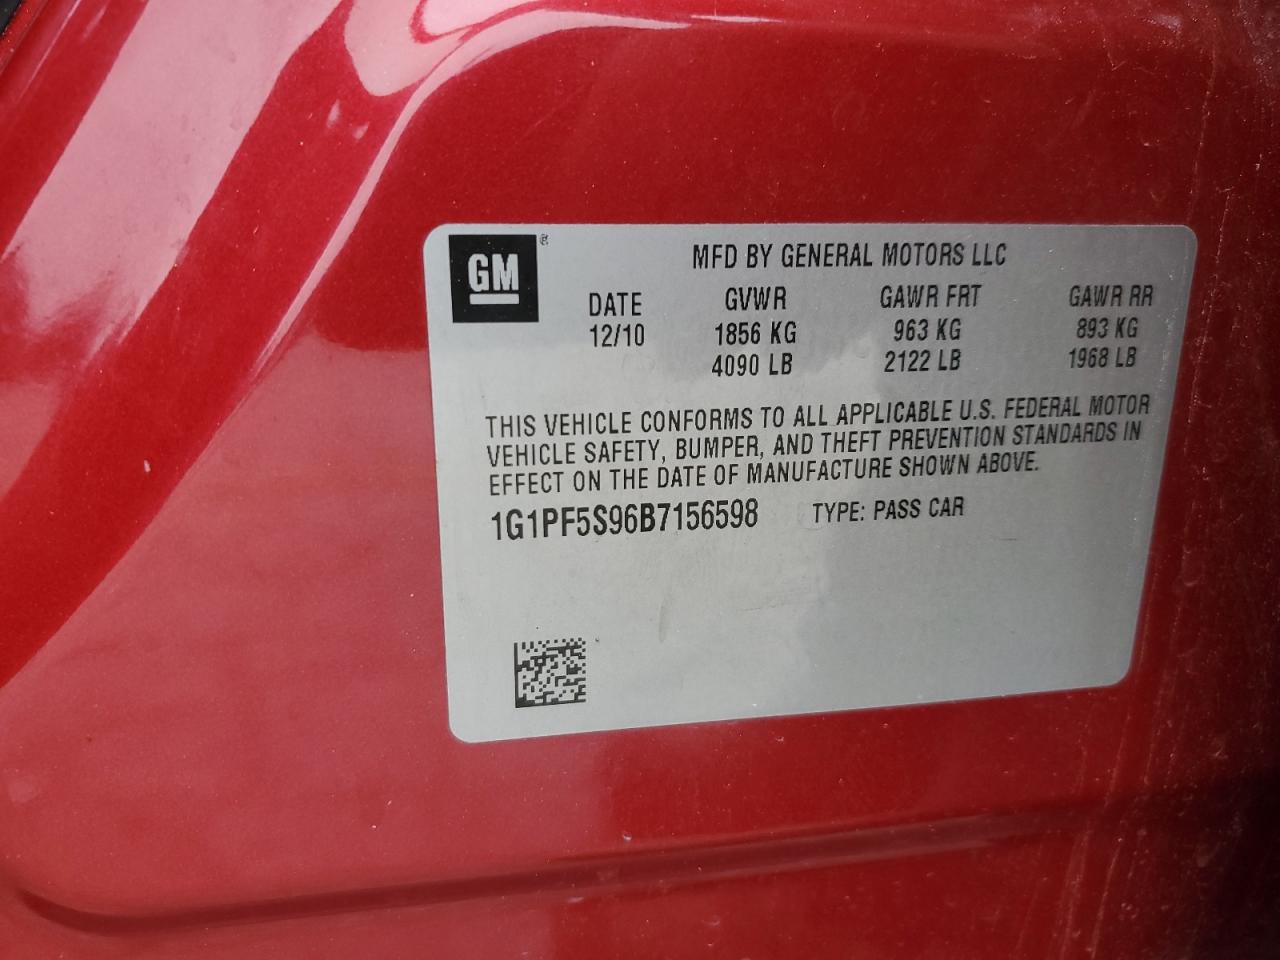 GM ®
MFD BY GENERAL MOTORS LLC
DATE GVWR GAWR FRT GAWR RR
12/10 1856 KG 963 KG 893 KG
4090 LB 2122 LB 1968 LB
THIS VEHICLE CONFORMS TO ALL APPLICABLE U.S. FEDERAL MOTOR
VEHICLE SAFETY, BUMPER, AND THEFT PREVENTION STANDARDS IN
EFFECT ON THE DATE OF MANUFACTURE SHOWN ABOVE.
1G1PF5S96B7156598 TYPE: PASS CAR